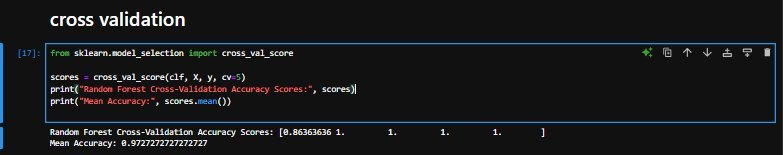 cross validation
[17]:
from sklearn.model_selection import cross_val_score
scores = cross_val_score(clf, X, y, cv=5)
print("Random Forest Cross-Validation Accuracy Scores:", scores)
print("Mean Accuracy:", scores.mean())
Random Forest Cross-Validation Accuracy Scores: [0.86363636 1.         1.         1.         1.        ]
Mean Accuracy: 0.9727272727272727